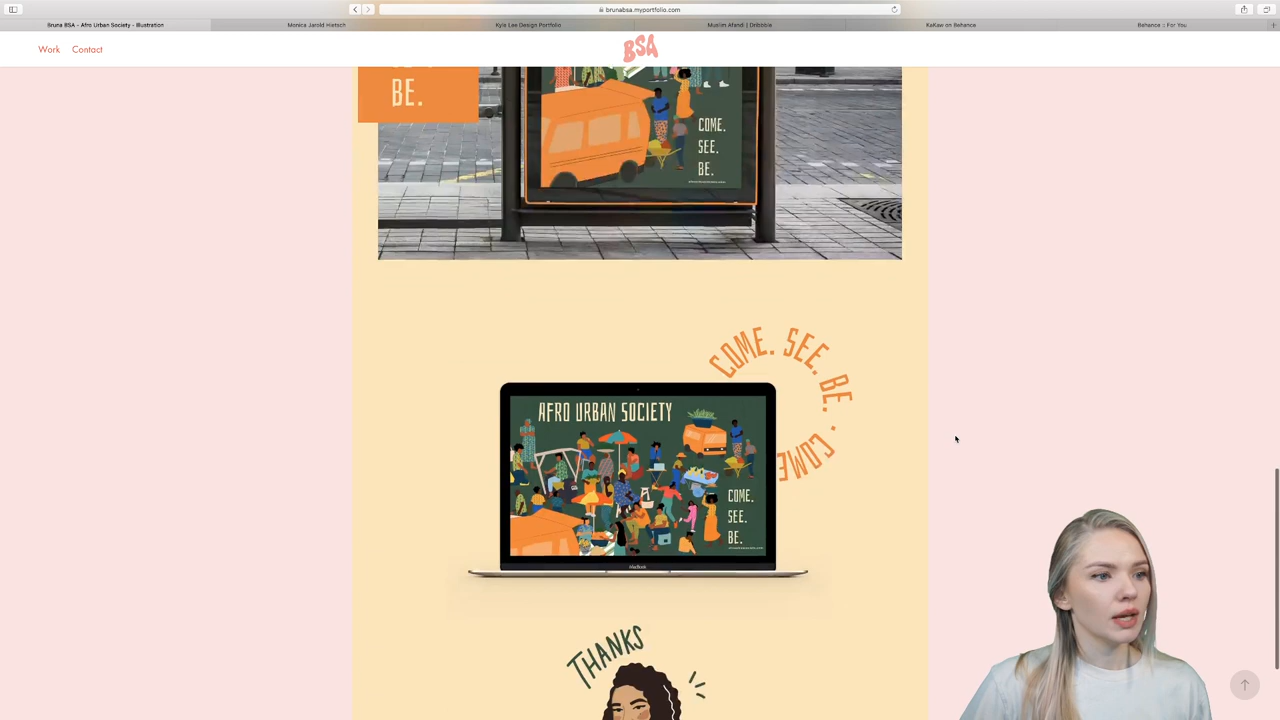 brunabsa.myportfolio.com
Bruna BSA - Afro Urban Society - Illustration
Monica Jarold Hietsch
Kyle Lee Design Portfolio
Muslim Afandi | Dribbble
KaKaw on Behance
Behance :: For You
Work
Contact
BSA
BE.
COME.
SEE.
BE.
COME. SEE. BE. · COME
AFRO URBAN SOCIETY
COME.
SEE.
BE.
MacBook
THANKS